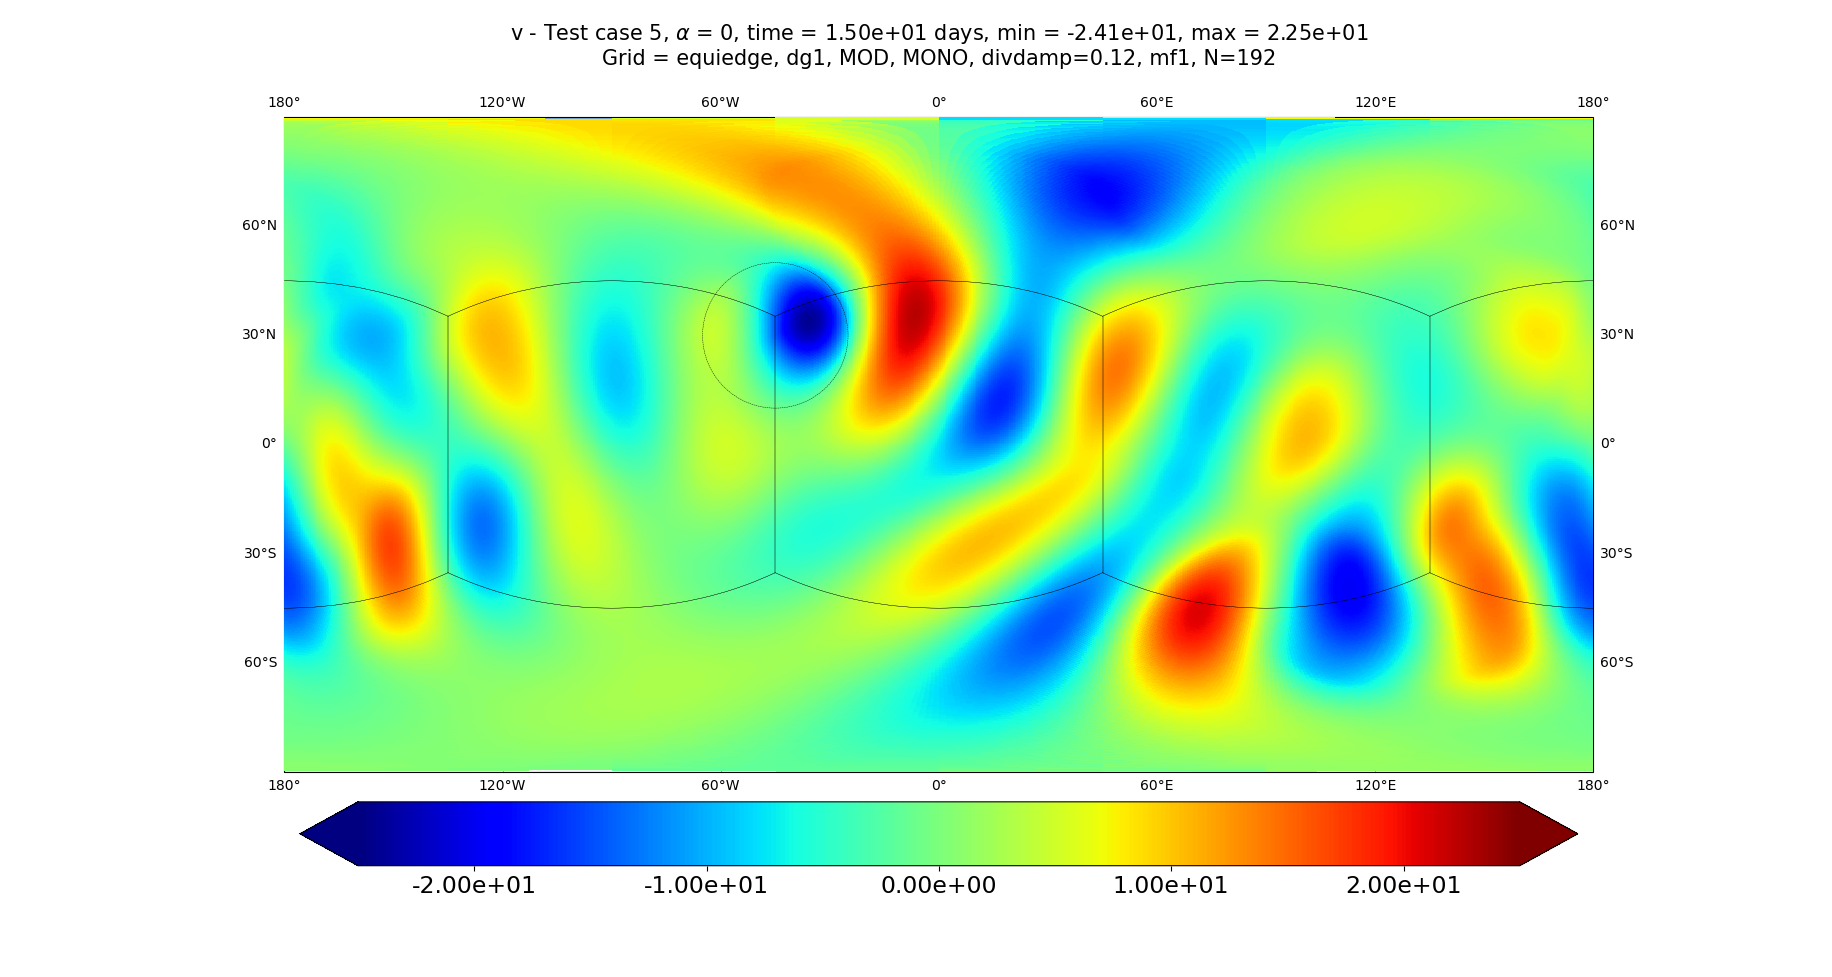 v - Test case 5, α = 0, time = 1.50e+01 days, min = -2.41e+01, max = 2.25e+01
Grid = equiedge, dg1, MOD, MONO, divdamp=0.12, mf1, N=192
180° 120°W 60°W 0° 60°E 120°E 180°
60°N 60°N
30°N 30°N
0° 0°
30°S 30°S
60°S 60°S
180° 120°W 60°W 0° 60°E 120°E 180°
-2.00e+01 -1.00e+01 0.00e+00 1.00e+01 2.00e+01